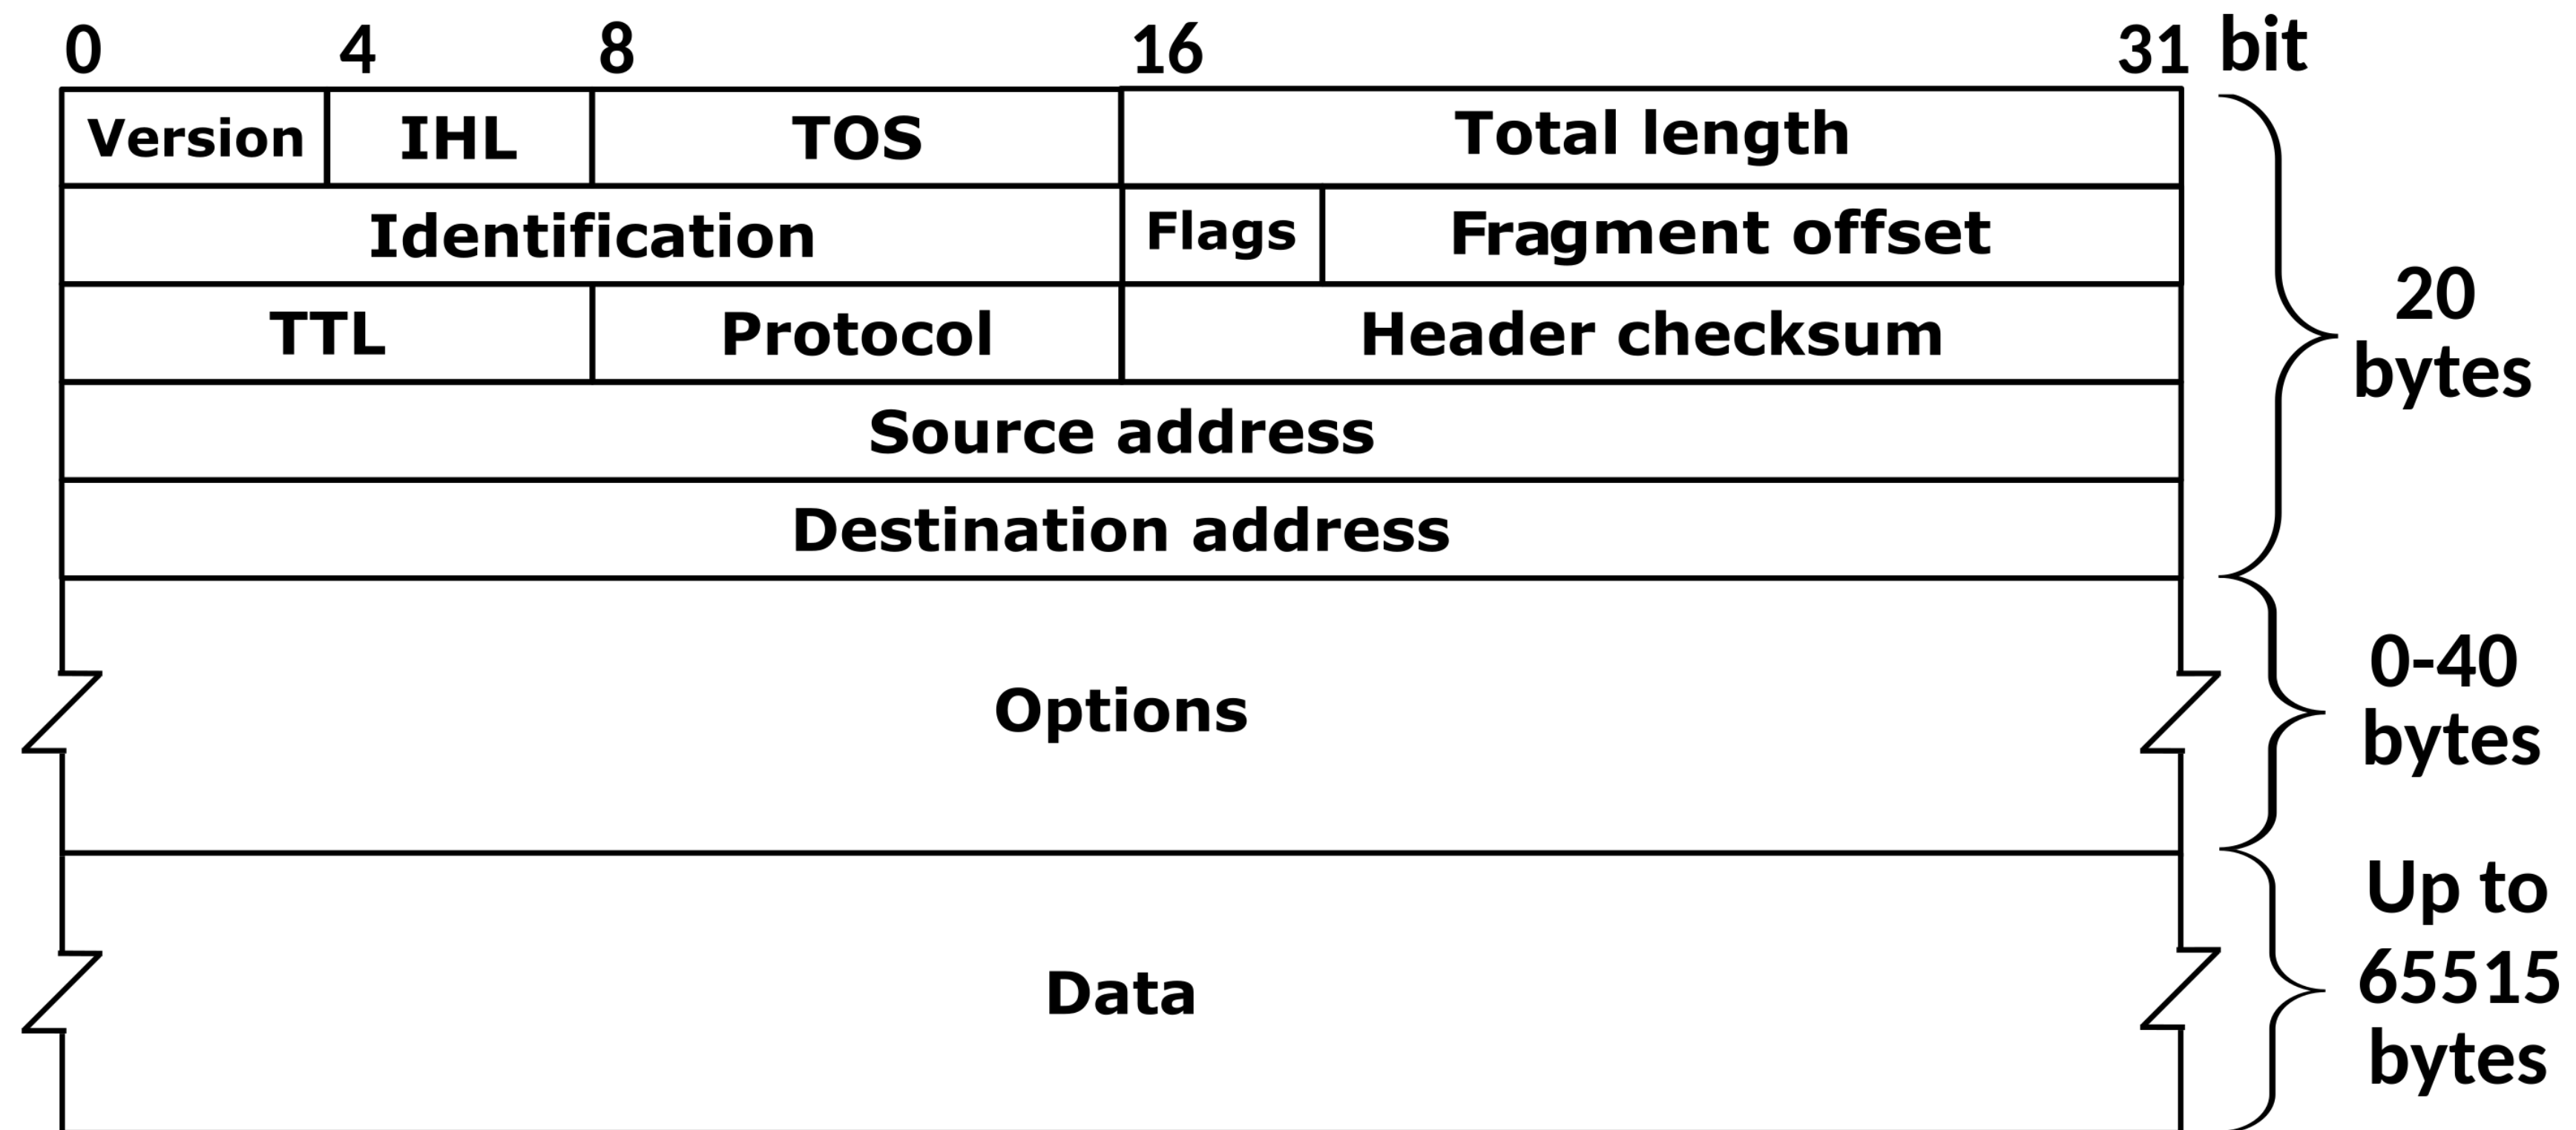 0 4 8 16 31 bit
Version IHL TOS Total length
Identification Flags Fragment offset
TTL Protocol Header checksum
Source address
Destination address
20
bytes
Options
0-40
bytes
Data
Up to
65515
bytes